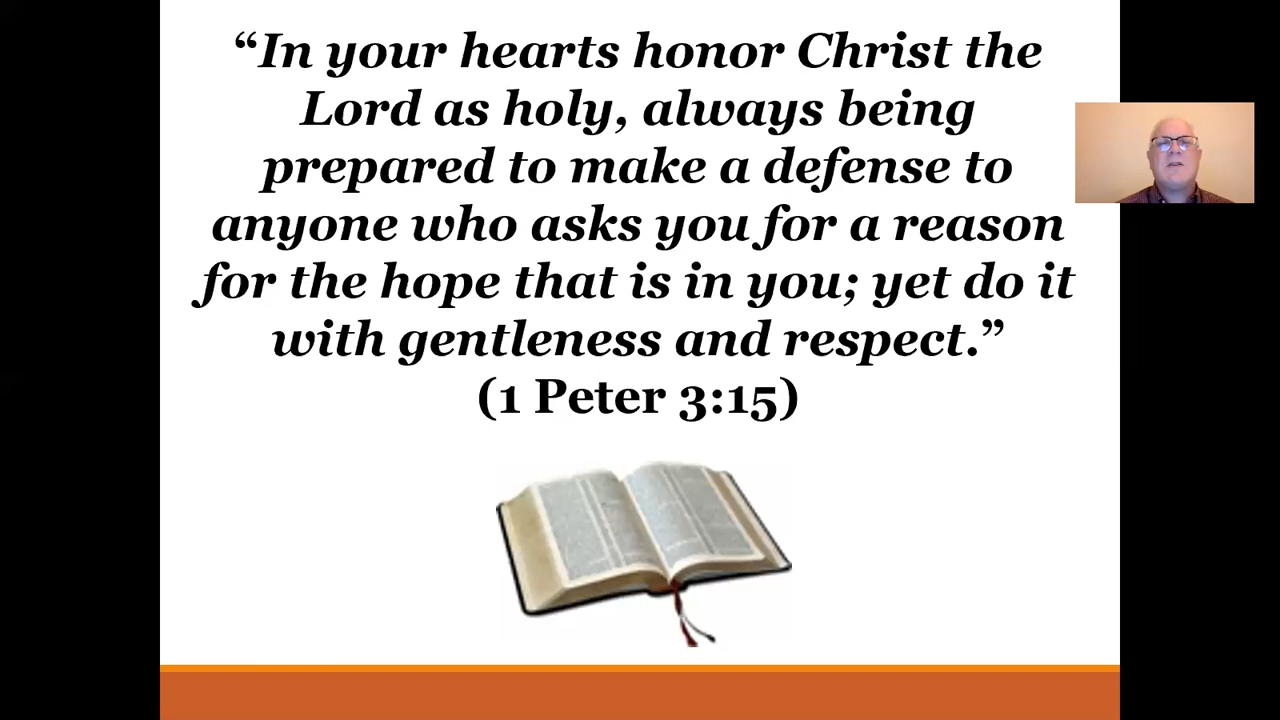 “In your hearts honor Christ the
Lord as holy, always being
prepared to make a defense to
anyone who asks you for a reason
for the hope that is in you; yet do it
with gentleness and respect.”
(1 Peter 3:15)